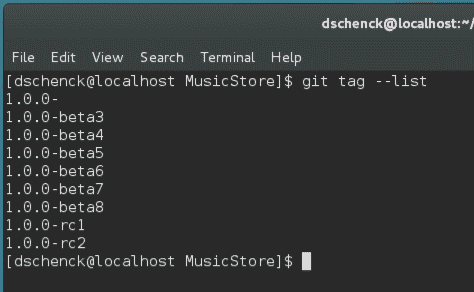 dschenck@localhost:~/
File Edit View Search Terminal Help
[dschenck@localhost MusicStore]$ git tag --list
1.0.0-
1.0.0-beta3
1.0.0-beta4
1.0.0-beta5
1.0.0-beta6
1.0.0-beta7
1.0.0-beta8
1.0.0-rc1
1.0.0-rc2
[dschenck@localhost MusicStore]$